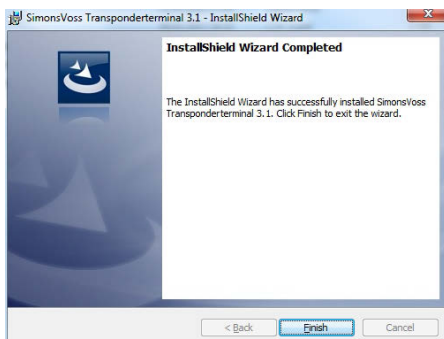 SimonsVoss Transponderterminal 3.1 - InstallShield Wizard
InstallShield Wizard Completed
The InstallShield Wizard has successfully installed SimonsVoss
Transponderterminal 3.1. Click Finish to exit the wizard.
< Back
Finish
Cancel